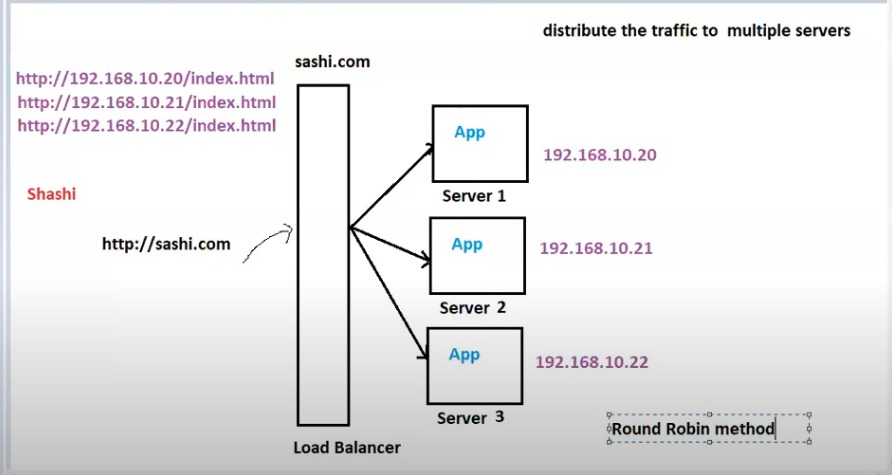 distribute the traffic to multiple servers
sashi.com
http://192.168.10.20/index.html
http://192.168.10.21/index.html
http://192.168.10.22/index.html
App
192.168.10.20
Shashi
Server 1
http://sashi.com
App
192.168.10.21
Server 2
App
192.168.10.22
Server 3
Round Robin method
Load Balancer